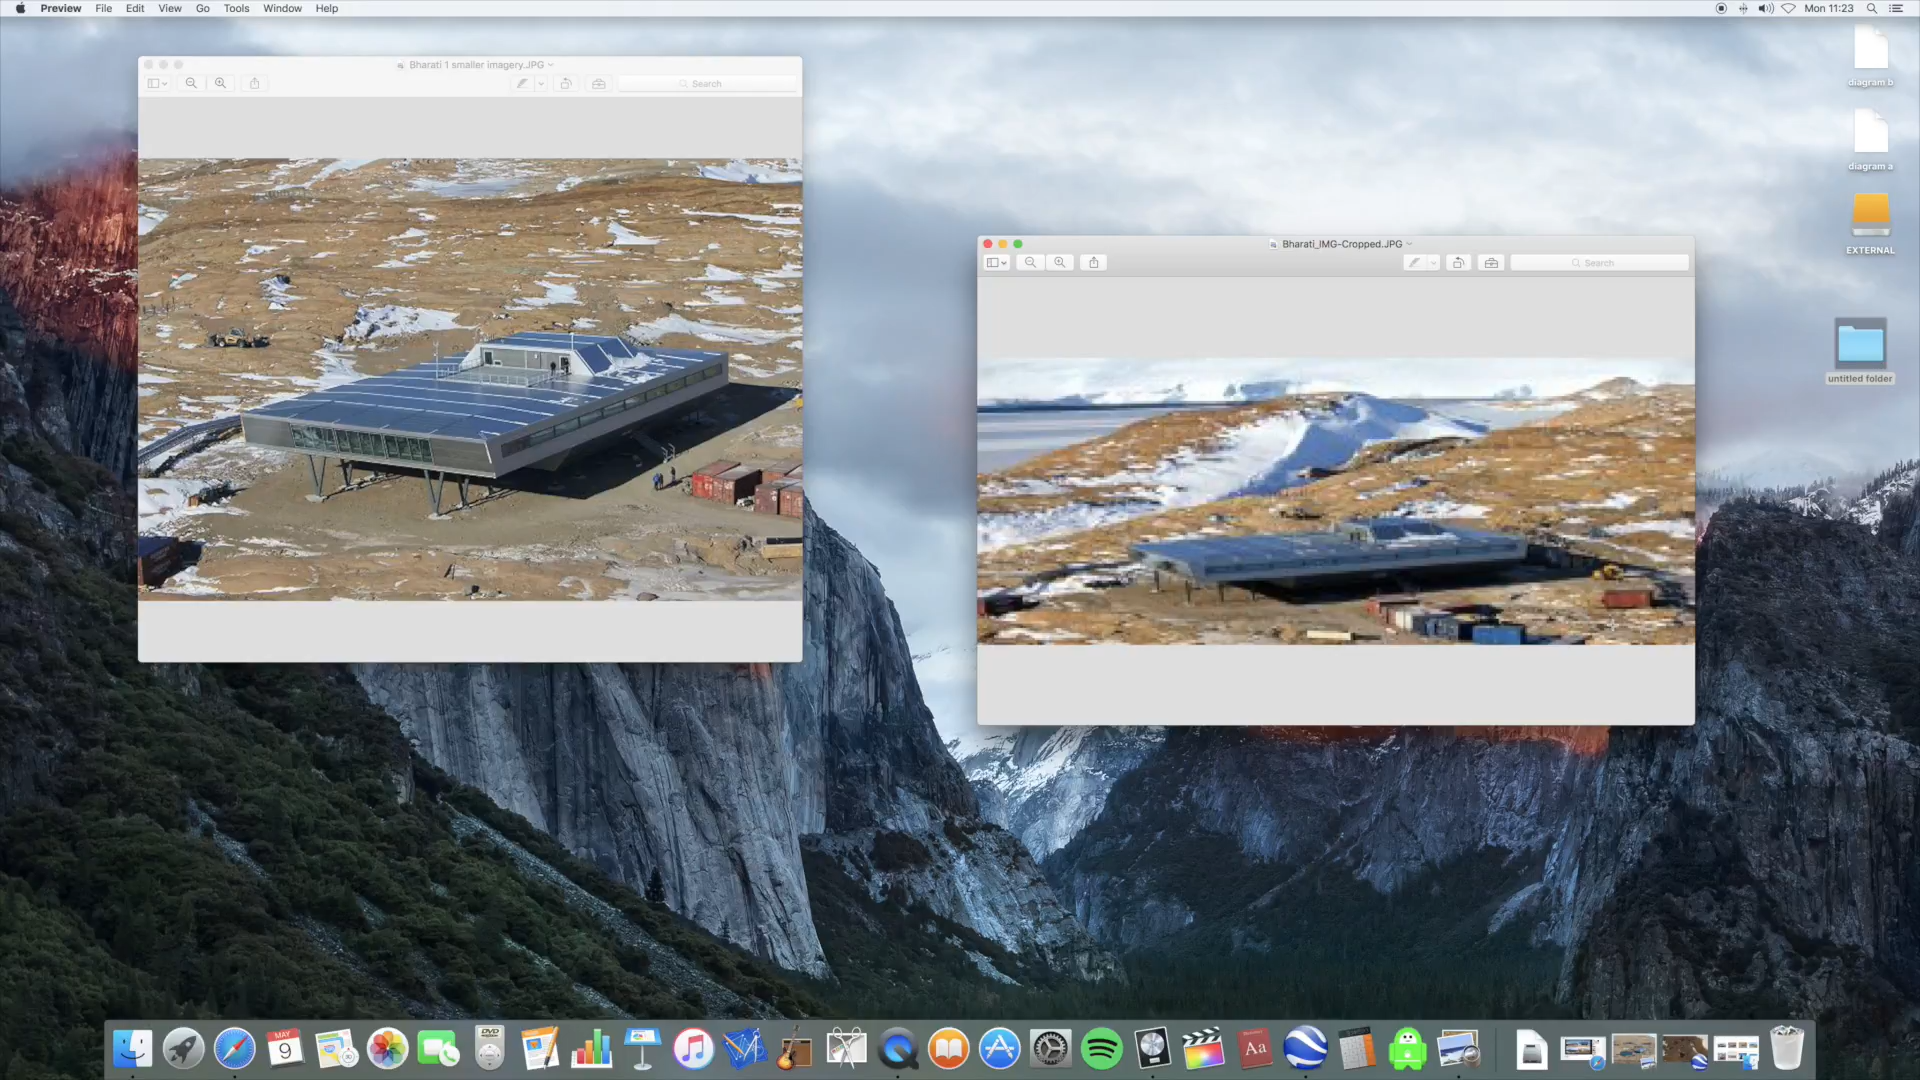 Preview File Edit View Go Tools Window Help
Mon 11:23
Bharati 1 smaller imagery.JPG
Search
Bharati_IMG-Cropped.JPG
Search
diagram b
diagram a
EXTERNAL
untitled folder
MAY
9
DVD
Aa